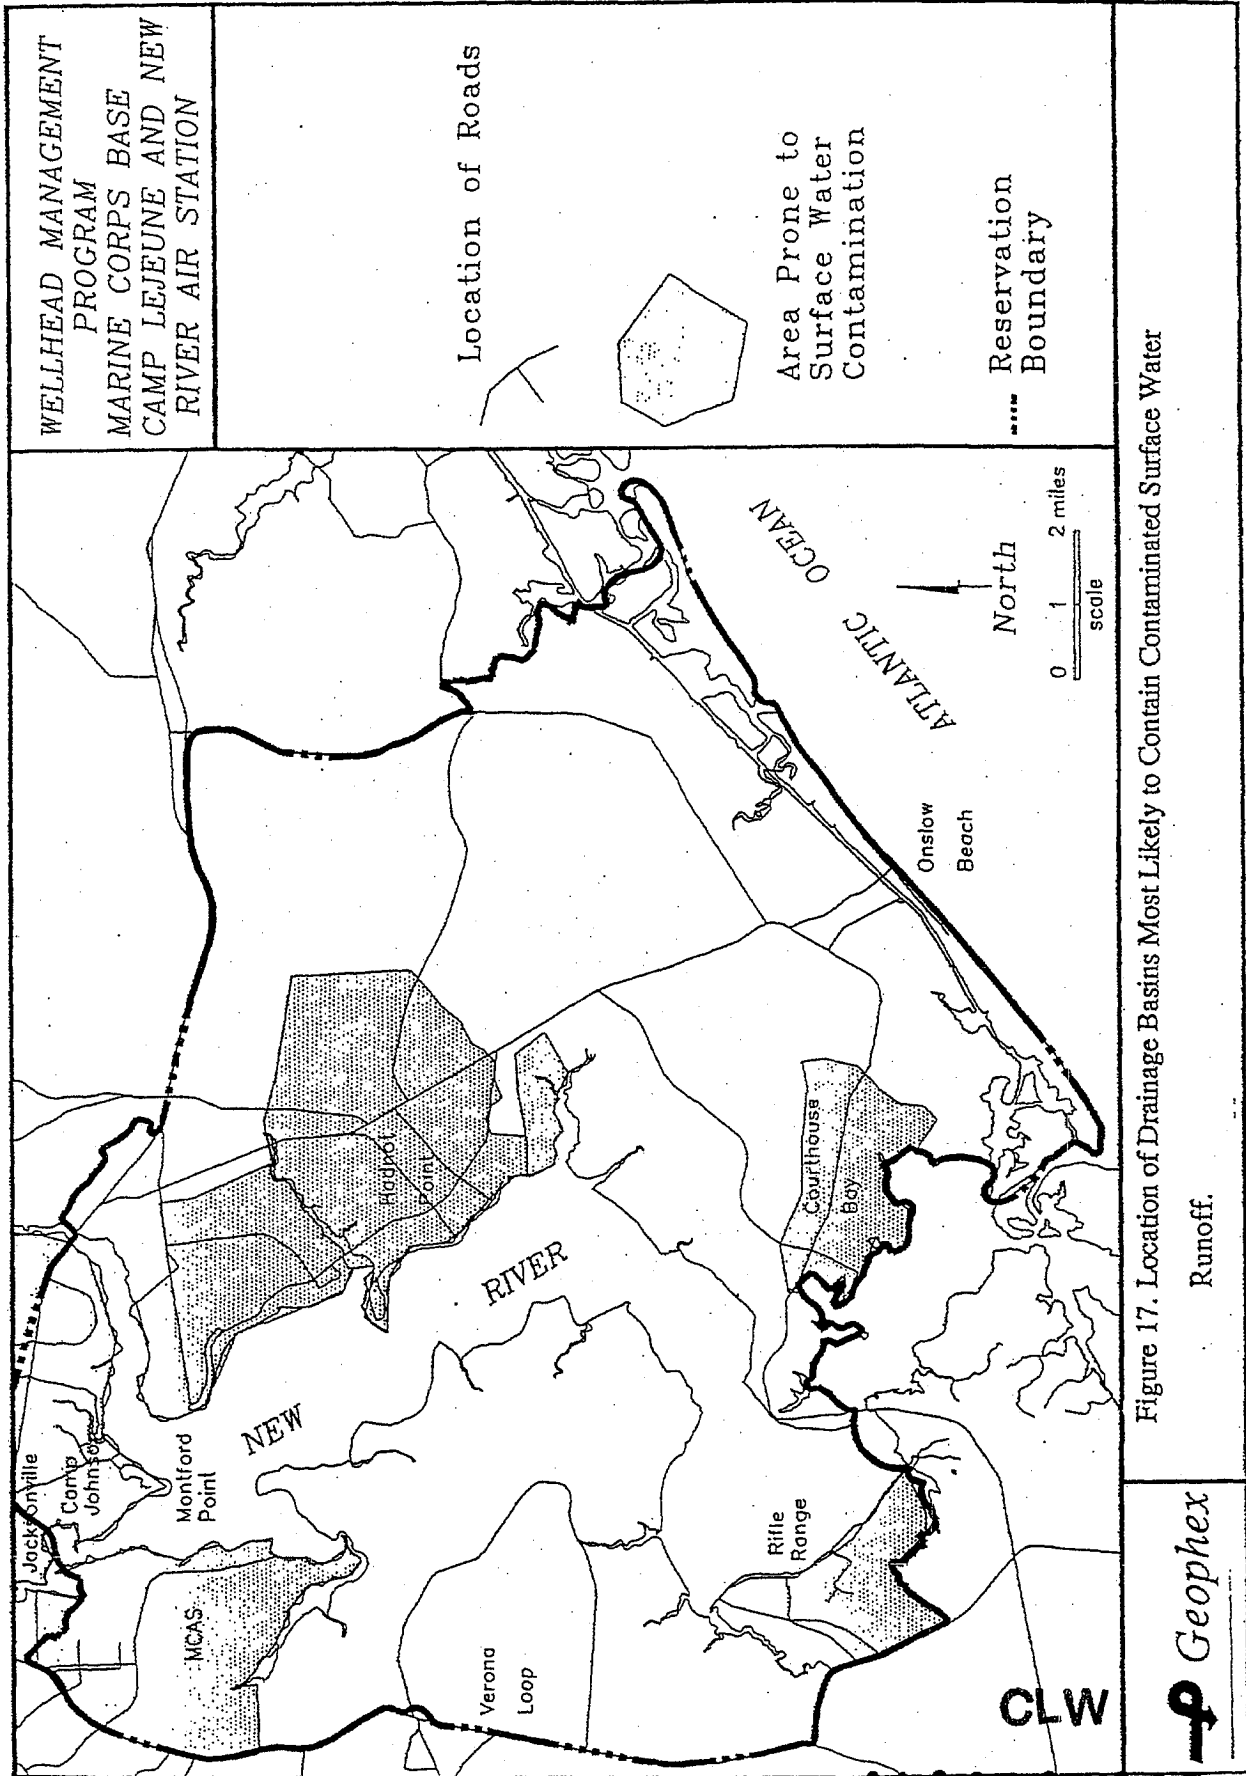 WELLHEAD MANAGEMENT
PROGRAM
MARINE CORPS BASE
CAMP LEJEUNE AND NEW
RIVER AIR STATION
Location of Roads
Area Prone to
Surface Water
Contamination
Reservation
Boundary
Jacksonville
Camp
Johnson
Montford
Point
MCAS
Hadnot
Point
NEW
RIVER
Verona
Loop
Rifle
Range
Courthouse
Bay
Onslow
Beach
ATLANTIC OCEAN
North
0 1 2 miles
scale
CLW
Geophex
Figure 17. Location of Drainage Basins Most Likely to Contain Contaminated Surface Water
Runoff.